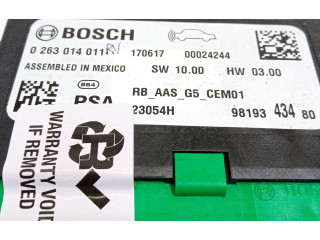 BOSCH
0 263 014 011 RN 170617 00024244
ASSEMBLED IN MEXICO SW 10.00 HW 03.00
RB_AAS_G5_CEM01
PSA 23054H 98193 434 80
WARRANTY VOID
IF REMOVED